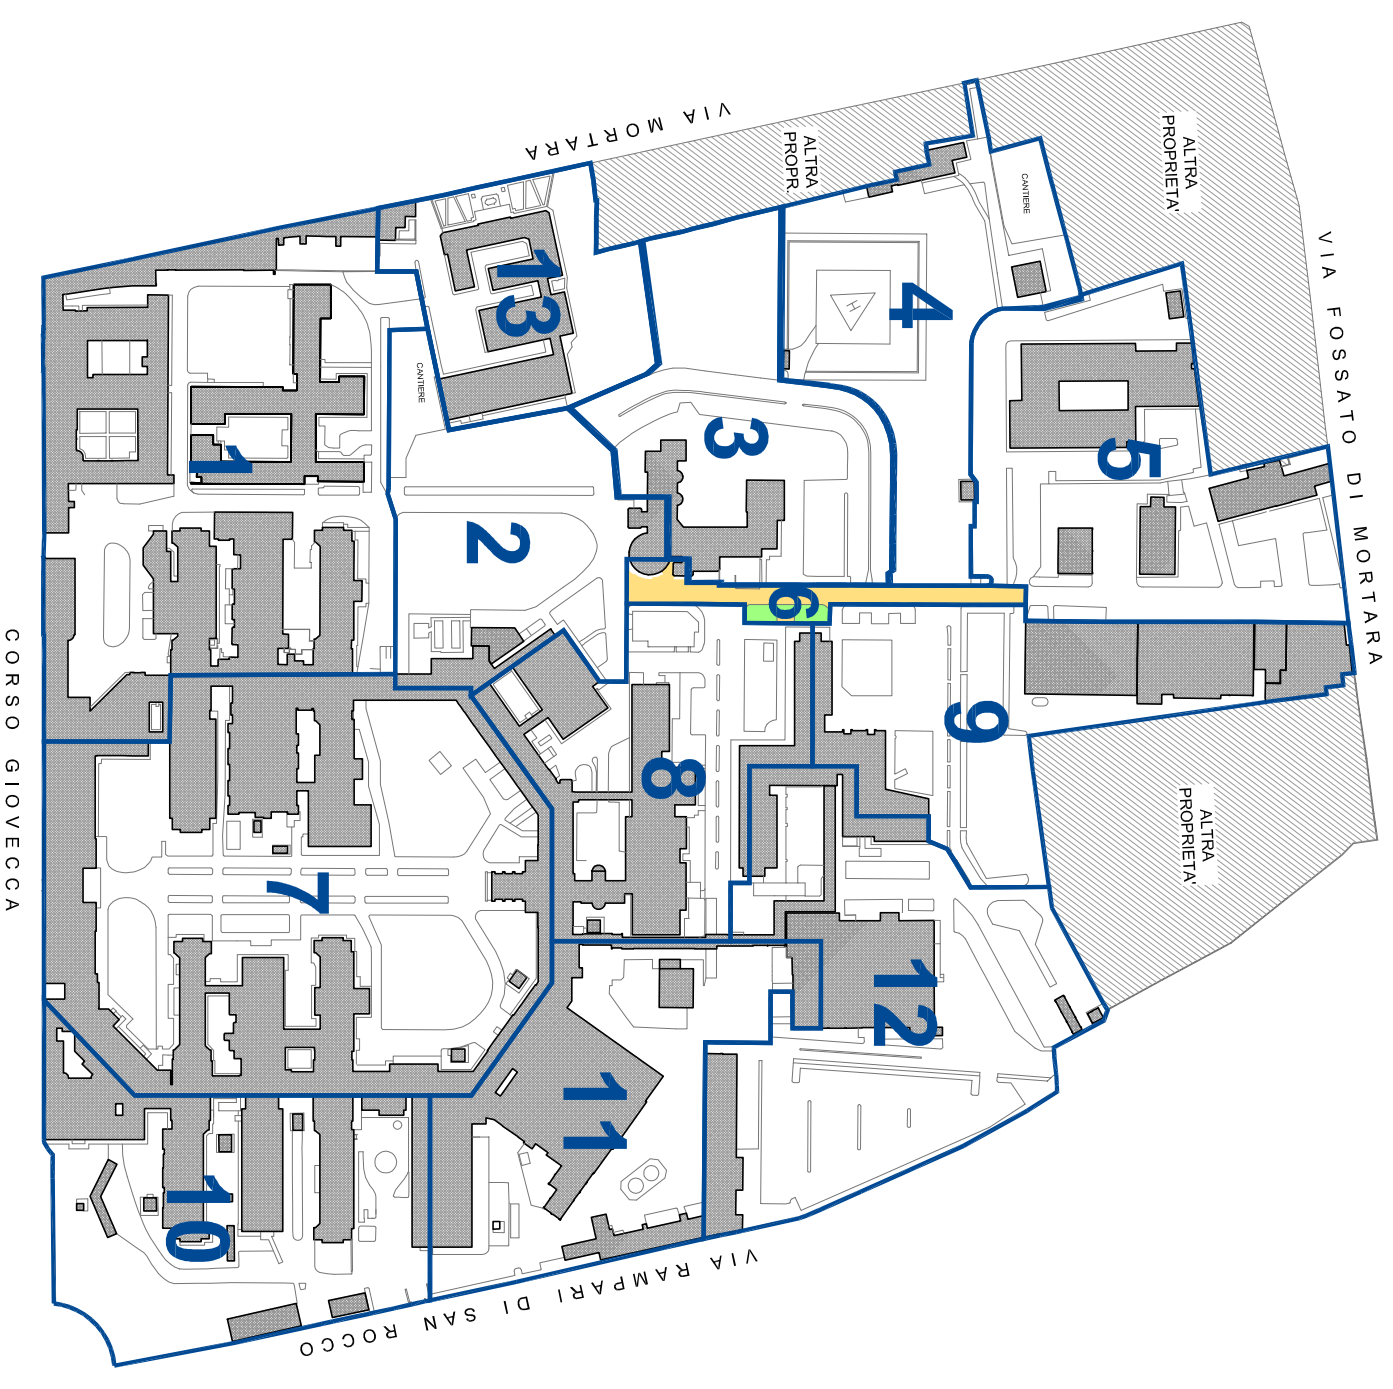 VIA MORTARA
ALTRA
PROPR.
ALTRA
PROPRIETA'
CANTIERE
VIA FOSSATO DI MORTARA
13
4
H
CANTIERE
3
5
1
2
6
9
8
ALTRA
PROPRIETA'
CORSO GIOVECCA
7
12
11
10
VIA RAMPARI DI SAN ROCCO